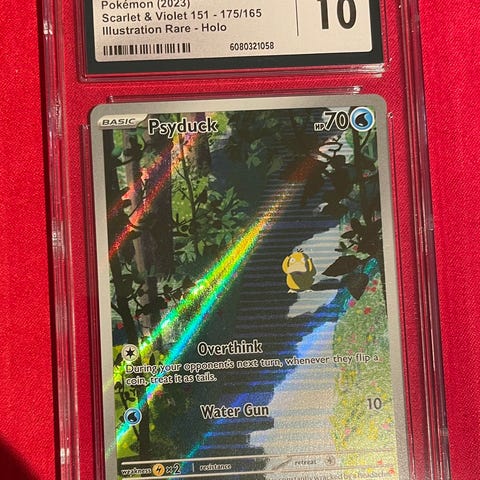 Pokémon (2023)
Scarlet & Violet 151 - 175/165
Illustration Rare - Holo
10
6080321058
BASIC
Psyduck
HP70
Overthink
During your opponent's next turn, whenever they flip a
coin, treat it as tails.
Water Gun
10
weakness ×2 resistance retreat